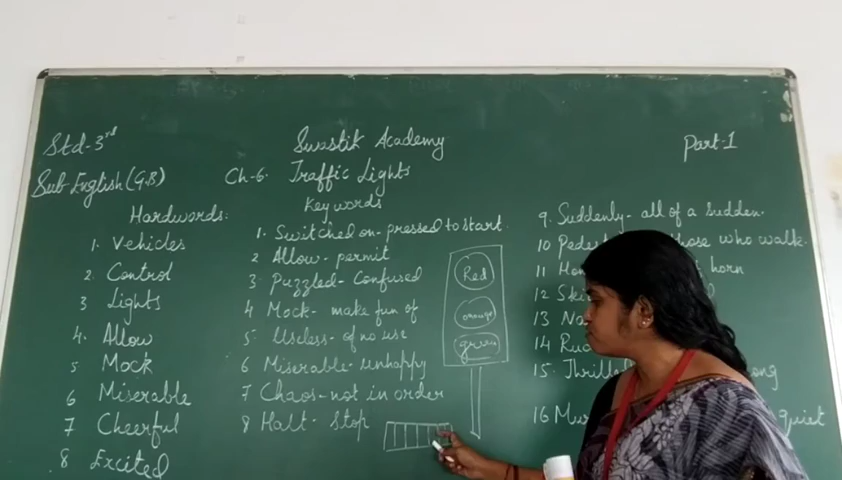 Std-3rd
Swastik Academy
Part-1
Sub English (G.B)
Ch-6. Traffic Lights
Hardwords:
1. Vehicles
2. Control
3 Lights
4. Allow
5 Mock
6 Miserable
7 Cheerful
8 Excited
Keywords
1. Switched on - pressed to start.
2 Allow - permit
3. Puzzled - Confused
4 Mock - make fun of
5. Useless - of no use
6 Miserable - unhappy
7 Chaos - not in order
8 Halt - Stop
Red
orange
green
9. Suddenly - all of a sudden.
10 those who walk.
11 horn
12
13
14
15.
16 quiet